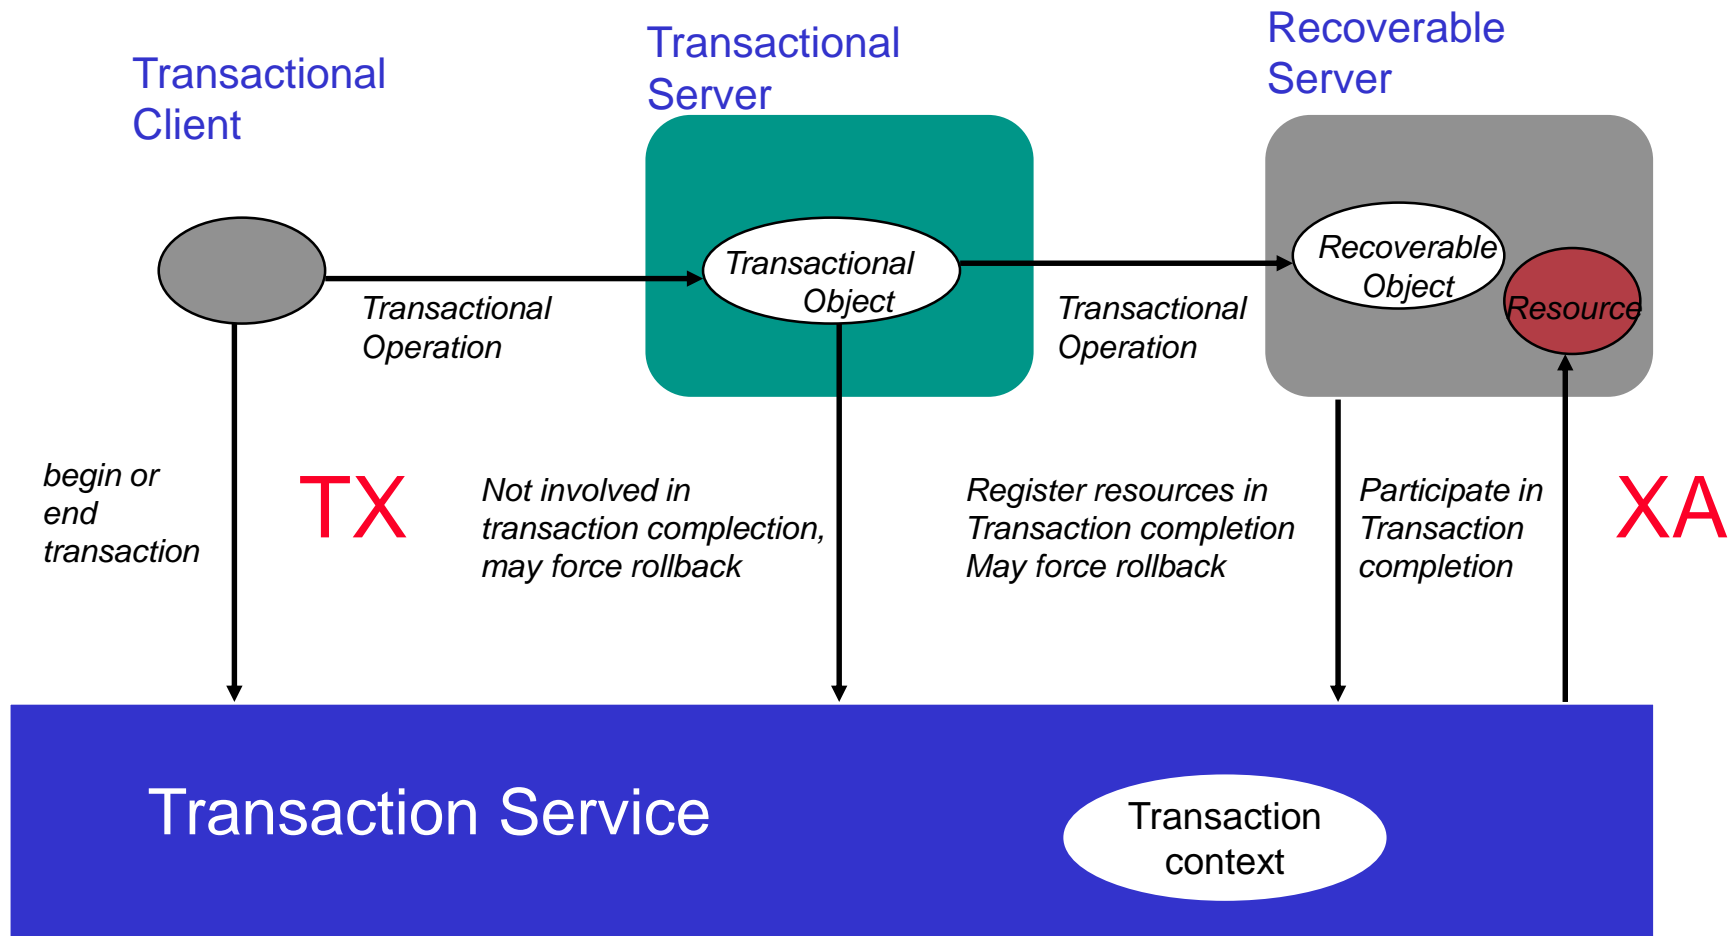 Transactional
Client
Transactional
Server
Recoverable
Server
Transactional
Object
Recoverable
Object
Resource
Transactional
Operation
Transactional
Operation
begin or
end
transaction
TX
Not involved in
transaction complection,
may force rollback
Register resources in
Transaction completion
May force rollback
Participate in
Transaction
completion
XA
Transaction Service
Transaction
context